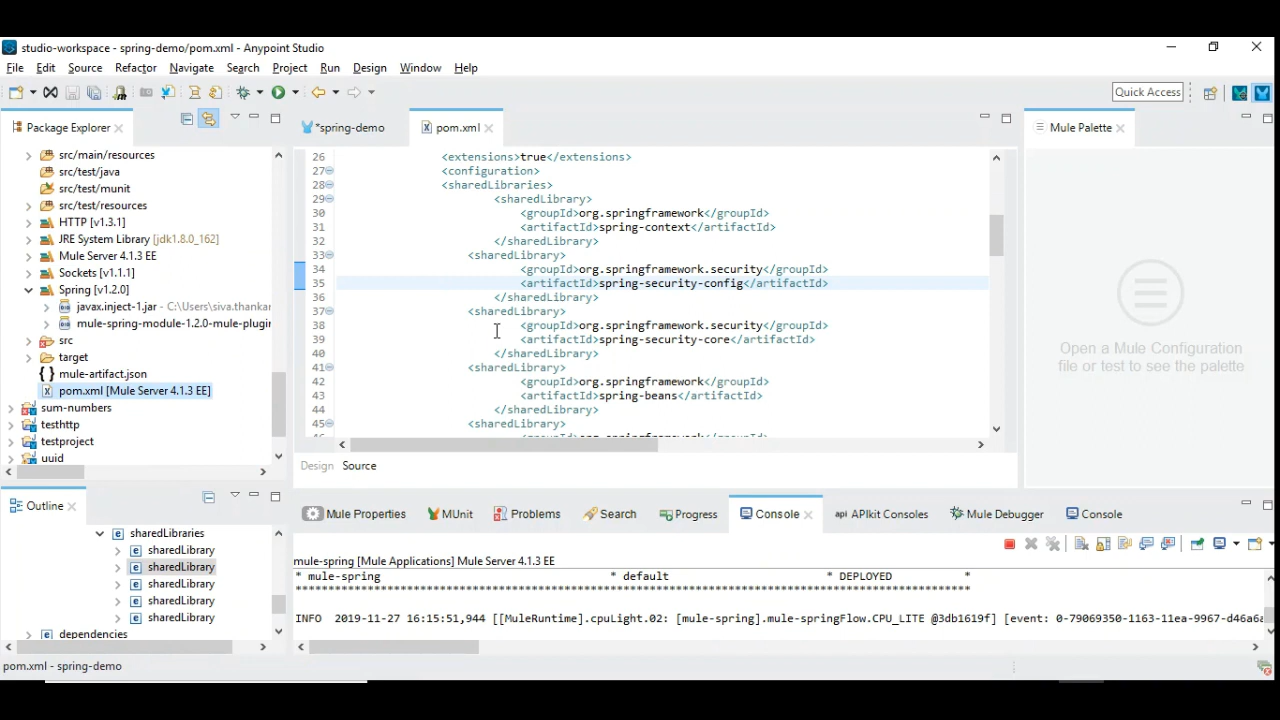 studio-workspace - spring-demo/pom.xml - Anypoint Studio
File Edit Source Refactor Navigate Search Project Run Design Window Help
Quick Access
Package Explorer
src/main/resources
src/test/java
src/test/munit
src/test/resources
HTTP [v1.3.1]
JRE System Library [jdk1.8.0_162]
Mule Server 4.1.3 EE
Sockets [v1.1.1]
Spring [v1.2.0]
javax.inject-1.jar - C:\Users\siva.thankar
mule-spring-module-1.2.0-mule-plugin
src
target
mule-artifact.json
pom.xml [Mule Server 4.1.3 EE]
sum-numbers
testhttp
testproject
uuid
*spring-demo pom.xml
26 <extensions>true</extensions>
27 <configuration>
28 <sharedLibraries>
29 <sharedLibrary>
30 <groupId>org.springframework</groupId>
31 <artifactId>spring-context</artifactId>
32 </sharedLibrary>
33 <sharedLibrary>
34 <groupId>org.springframework.security</groupId>
35 <artifactId>spring-security-config</artifactId>
36 </sharedLibrary>
37 <sharedLibrary>
38 <groupId>org.springframework.security</groupId>
39 <artifactId>spring-security-core</artifactId>
40 </sharedLibrary>
41 <sharedLibrary>
42 <groupId>org.springframework</groupId>
43 <artifactId>spring-beans</artifactId>
44 </sharedLibrary>
45 <sharedLibrary>
Design Source
Mule Palette
Open a Mule Configuration
file or test to see the palette
Outline
sharedLibraries
sharedLibrary
sharedLibrary
sharedLibrary
sharedLibrary
sharedLibrary
dependencies
Mule Properties MUnit Problems Search Progress Console api APIkit Consoles Mule Debugger Console
mule-spring [Mule Applications] Mule Server 4.1.3 EE
* mule-spring * default * DEPLOYED *
INFO 2019-11-27 16:15:51,944 [[MuleRuntime].cpuLight.02: [mule-spring].mule-springFlow.CPU_LITE @3db1619f] [event: 0-79069350-1163-11ea-9967-d46a6a
pom.xml - spring-demo